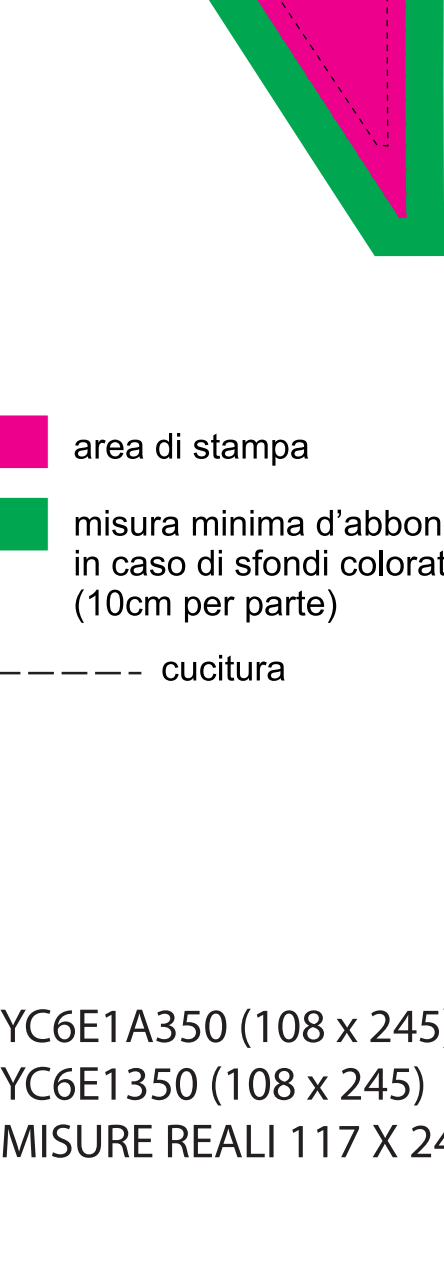 area di stampa
misura minima d’abbon
in caso di sfondi colorat
(10cm per parte)
cucitura
YC6E1A350 (108 x 245)
YC6E1350 (108 x 245)
MISURE REALI 117 X 24